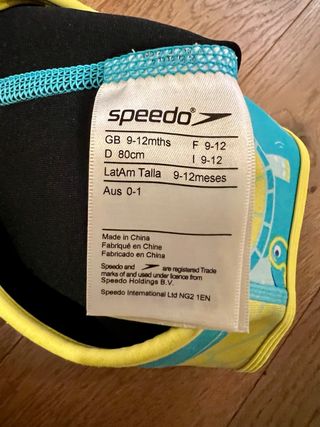 speedo®
GB 9-12mths F 9-12
D 80cm I 9-12
LatAm Talla 9-12meses
Aus 0-1
Made in China
Fabriqué en Chine
Fabricado en China
Speedo and are registered Trade
marks of and used under licence from
Speedo Holdings B.V.
Speedo International Ltd NG2 1EN